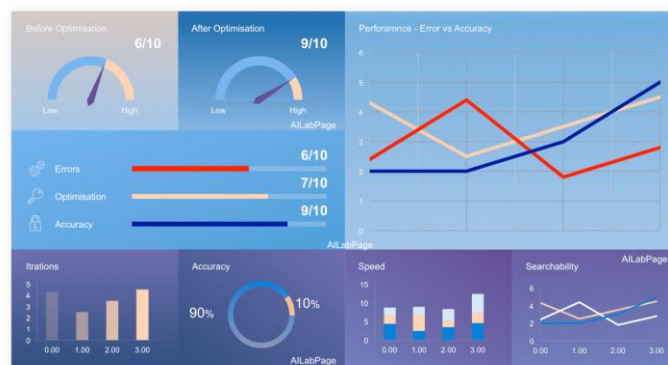 Before Optimisation
6/10
Low
High
After Optimisation
9/10
Low
High
AILabPage
Perforamnce - Error vs Accuracy
6
5
4
3
2
1
0
6/10
Errors
7/10
Optimisation
9/10
Accuracy
AILabPage
Itrations
5
4
3
2
1
0
0.00 1.00 2.00 3.00
Accuracy
90%
10%
AILabPage
Speed
15
10
5
0
0.00 1.00 2.00 3.00
AILabPage
Searchability
6
4
2
0
0.00 1.00 2.00 3.00